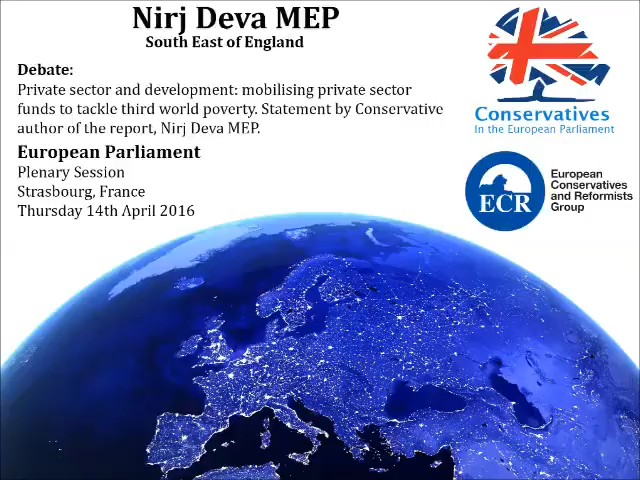 Nirj Deva MEP
South East of England
Debate:
Private sector and development: mobilising private sector
funds to tackle third world poverty. Statement by Conservative
author of the report, Nirj Deva MEP.
European Parliament
Plenary Session
Strasbourg, France
Thursday 14th April 2016
Conservatives
In the European Parliament
ECR
European
Conservatives
and Reformists
Group